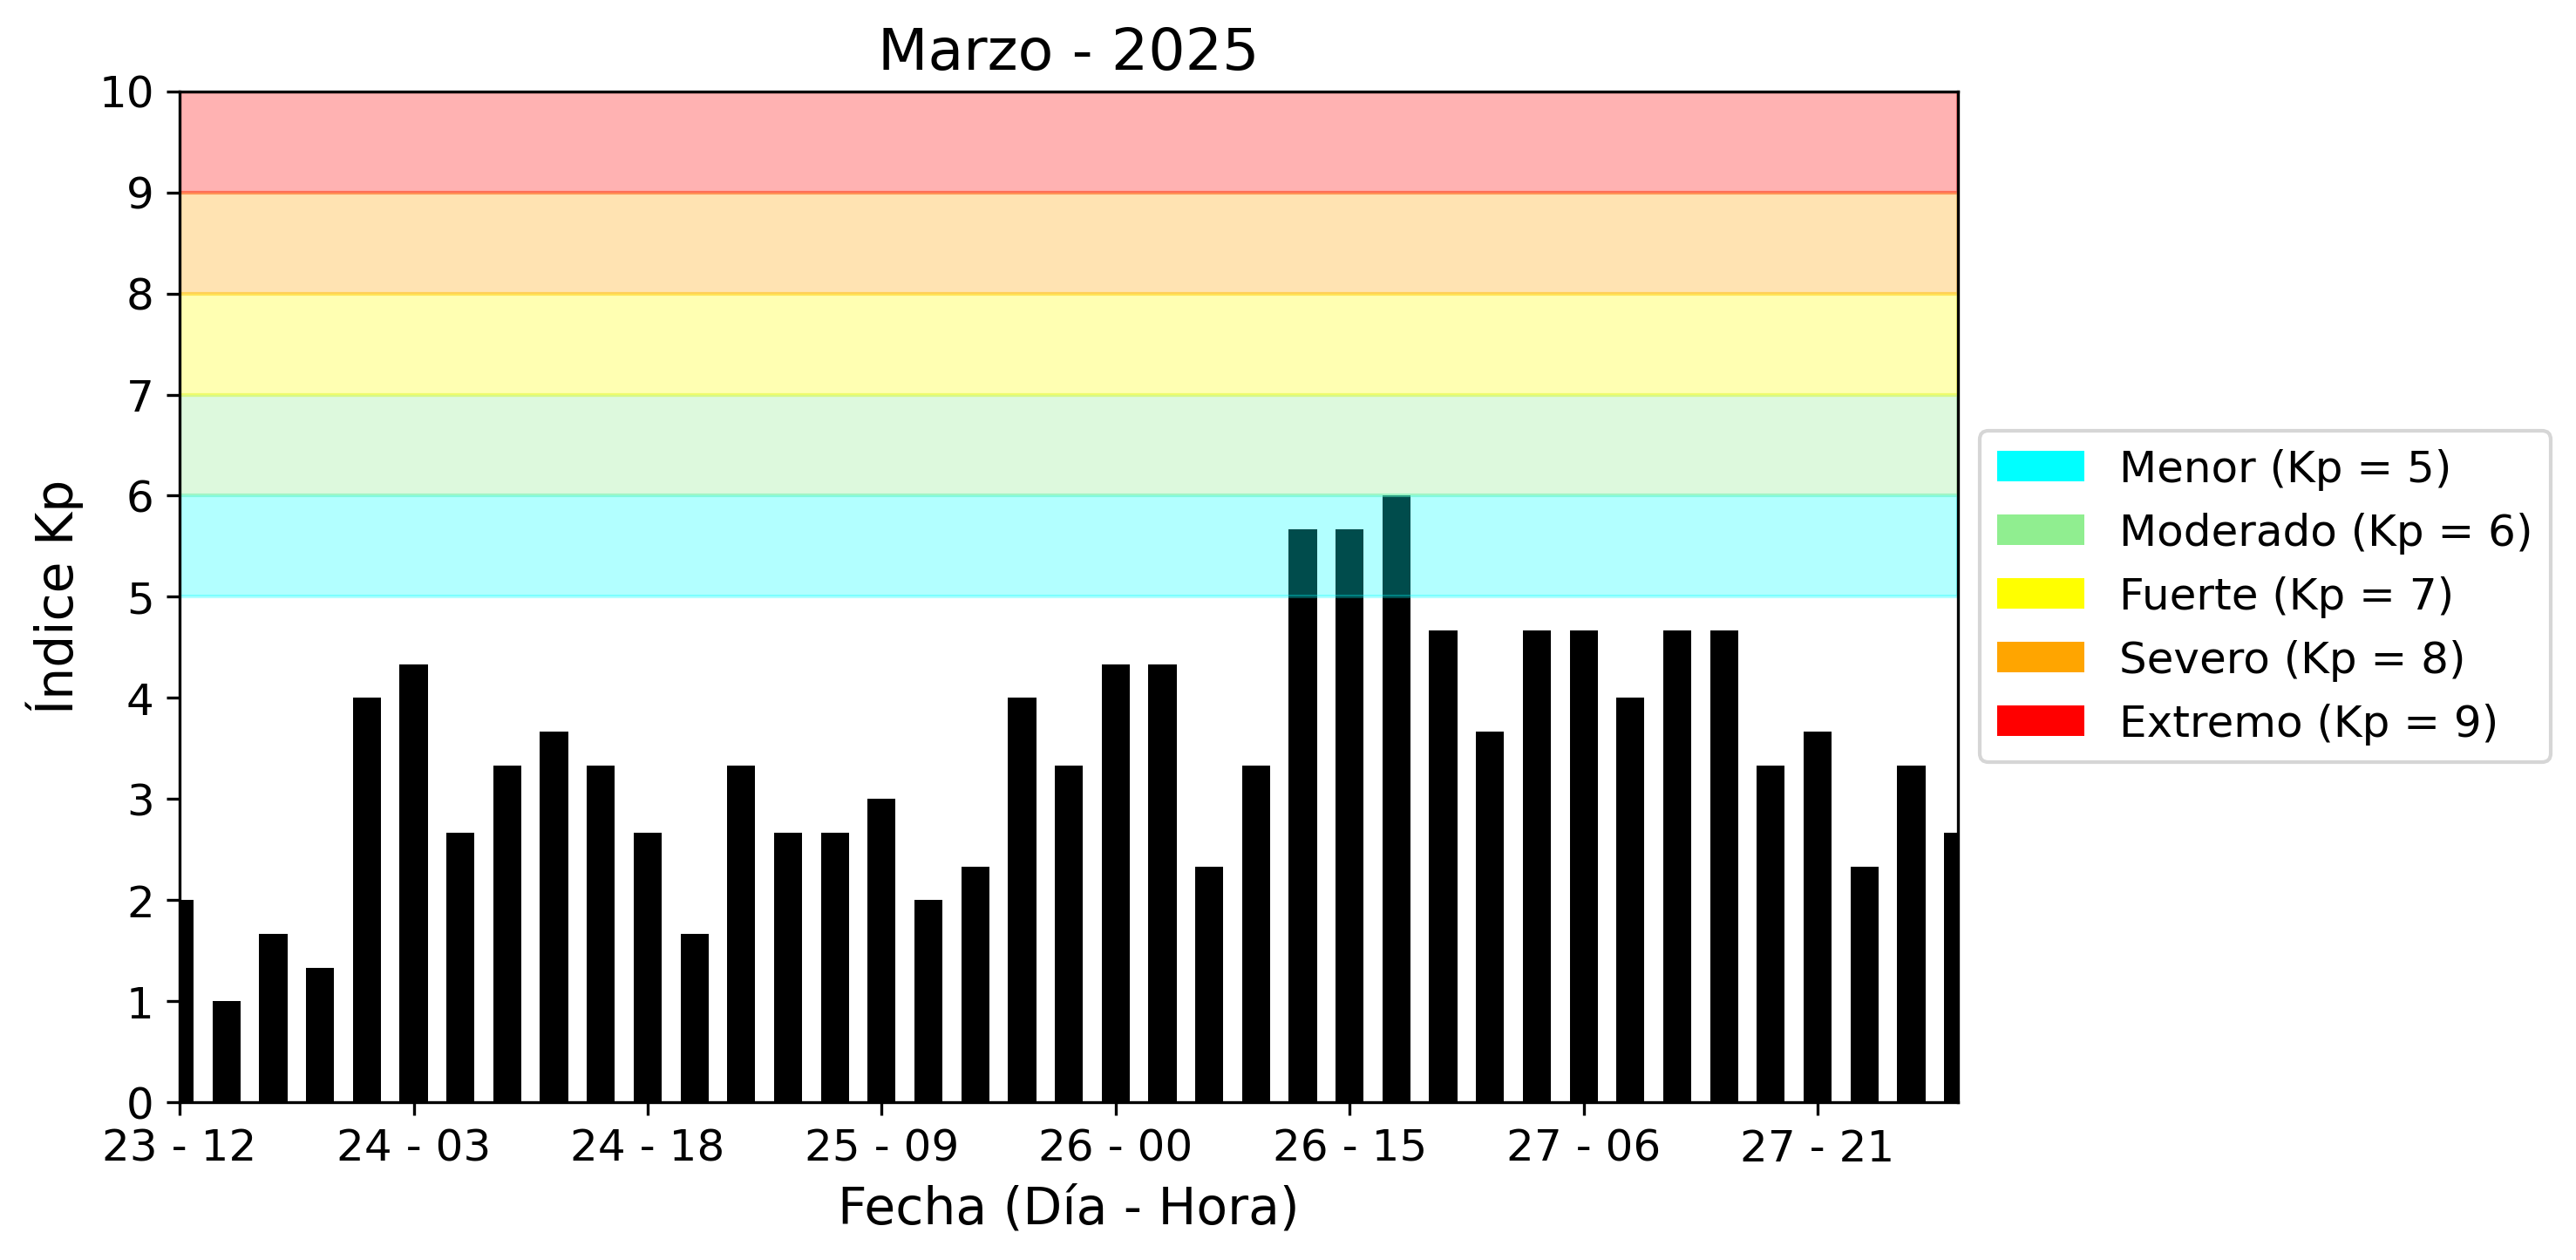 Marzo - 2025
10
9
8
7
6
5
4
3
2
1
0
Índice Kp
23 - 12
24 - 03
24 - 18
25 - 09
26 - 00
26 - 15
27 - 06
27 - 21
Fecha (Día - Hora)
Menor (Kp = 5)
Moderado (Kp = 6)
Fuerte (Kp = 7)
Severo (Kp = 8)
Extremo (Kp = 9)